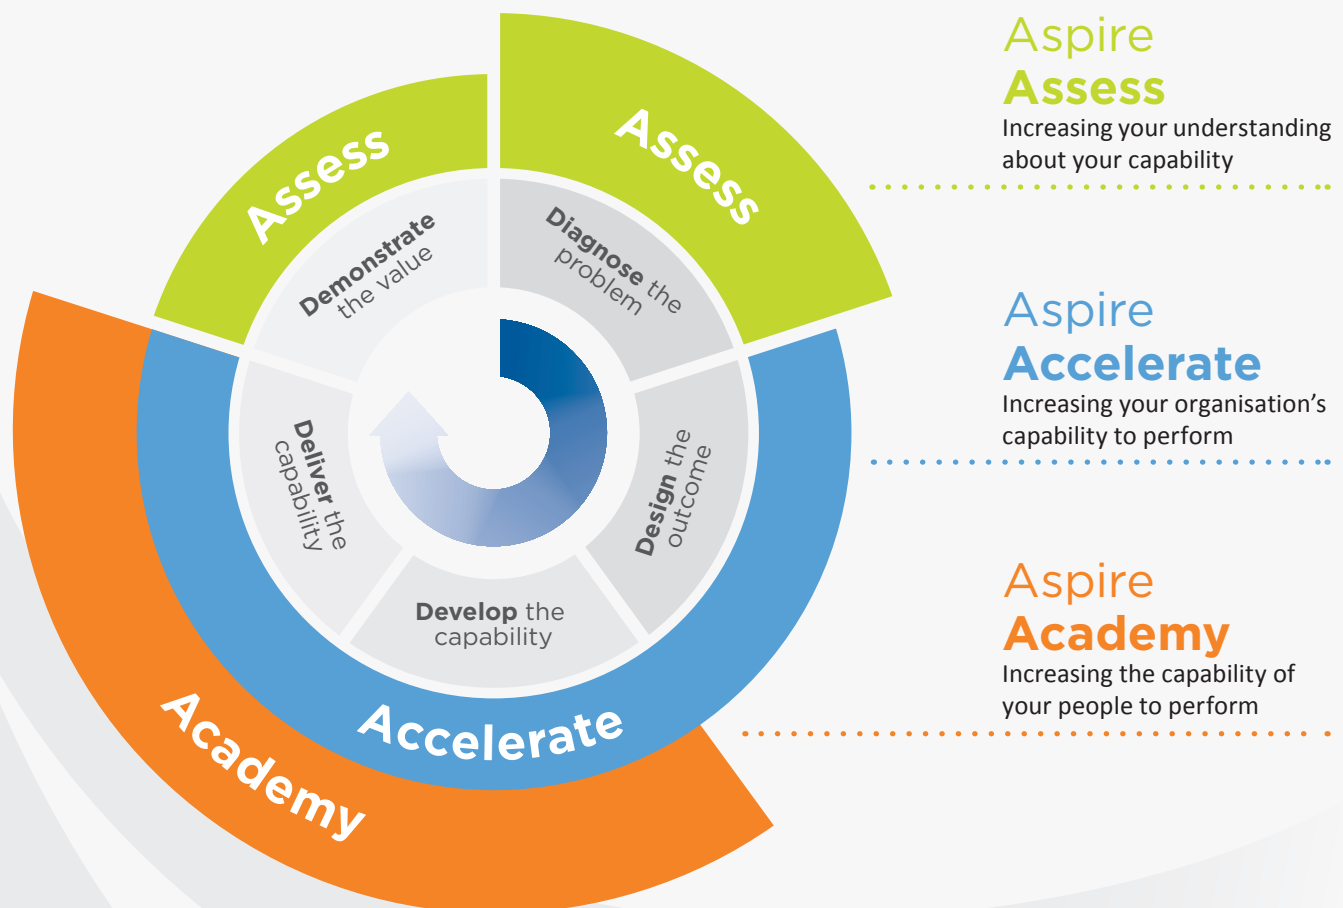 Assess
Assess
Demonstrate
the value
Diagnose the
problem
Deliver the
capability
Design the
outcome
Develop the
capability
Accelerate
Academy
Aspire
Assess
Increasing your understanding
about your capability
Aspire
Accelerate
Increasing your organisation's
capability to perform
Aspire
Academy
Increasing the capability of
your people to perform